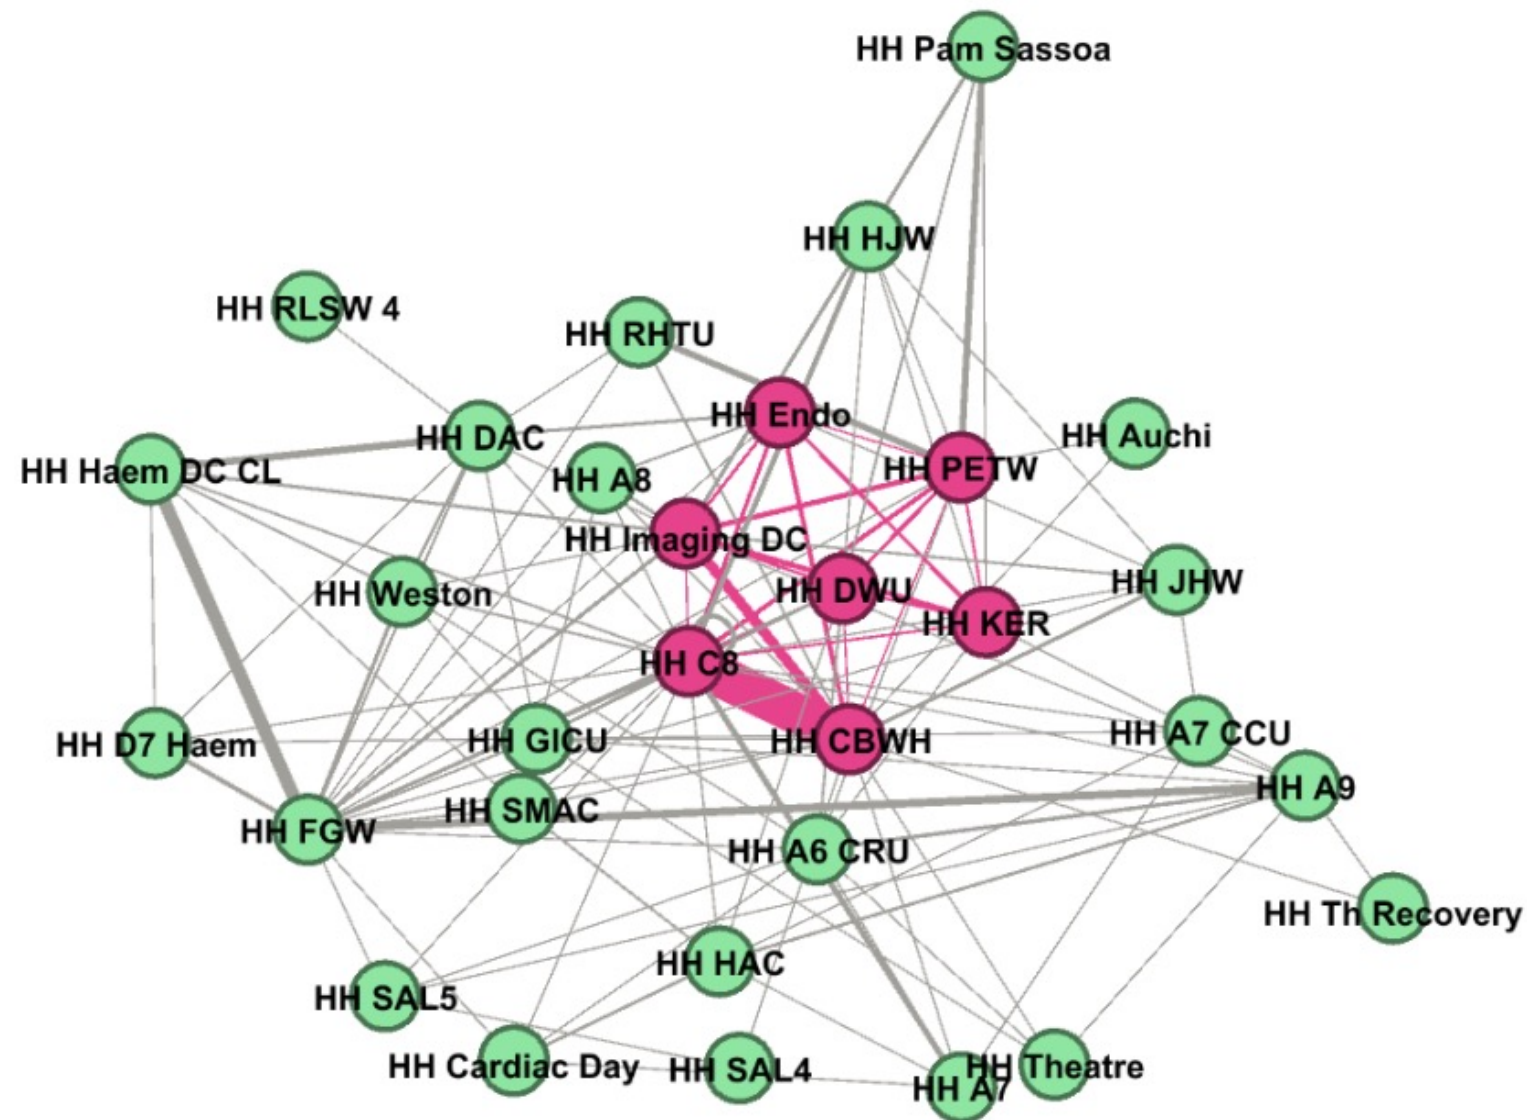 HH Pam Sassoa
HH HJW
HH RLSW 4
HH RHTU
HH Endo
HH DAC
HH Auchi
HH Haem DC CL
HH A8
HH PETW
HH Imaging DC
HH Weston
HH DWU
HH JHW
HH KER
HH C8
HH D7 Haem
HH GICU
HH CBWH
HH A7 CCU
HH A9
HH SMAC
HH FGW
HH A6 CRU
HH Th Recovery
HH HAC
HH SAL5
HH Cardiac Day
HH SAL4
HH Theatre
HH A7